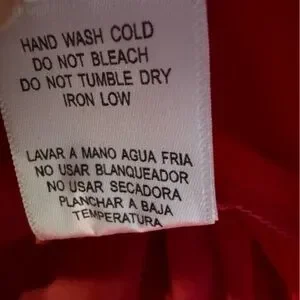 HAND WASH COLD
DO NOT BLEACH
DO NOT TUMBLE DRY
IRON LOW
LAVAR A MANO AGUA FRIA
NO USAR BLANQUEADOR
NO USAR SECADORA
PLANCHAR A BAJA
TEMPERATURA